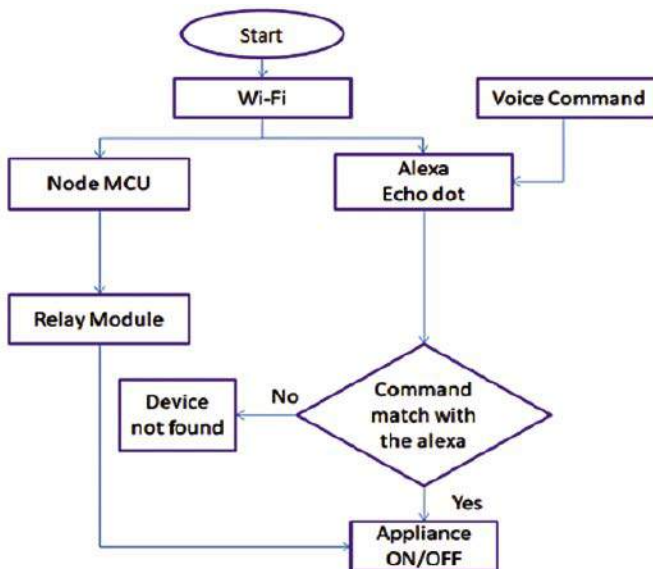 Start
Wi-Fi
Voice Command
Node MCU
Alexa
Echo dot
Relay Module
Device
not found
No
Command
match with
the alexa
Yes
Appliance
ON/OFF